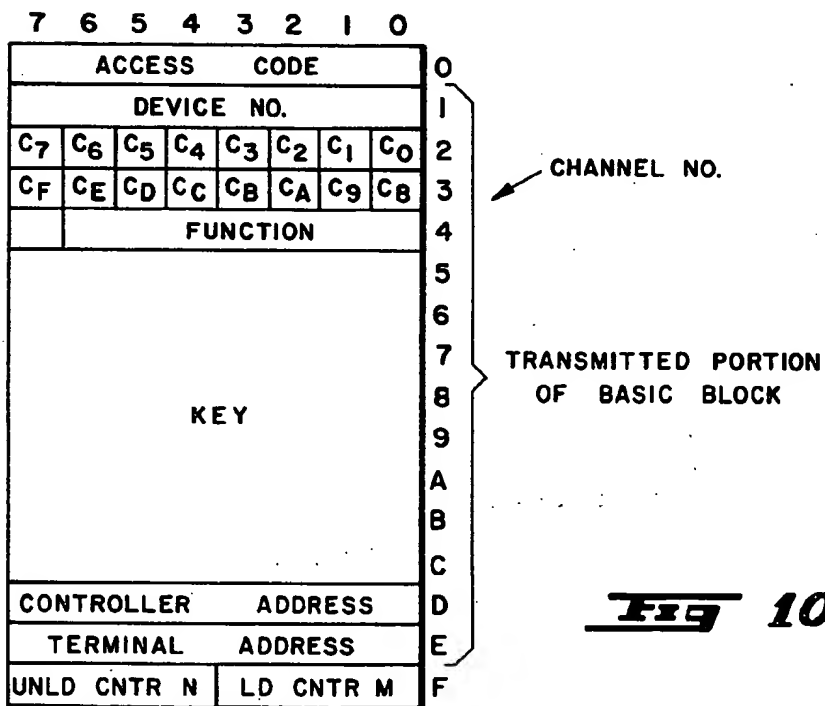 7 6 5 4 3 2 1 0
ACCESS CODE 0
DEVICE NO. 1
C7 C6 C5 C4 C3 C2 C1 C0 2
CHANNEL NO.
CF CE CD CC CB CA C9 C8 3
FUNCTION 4
5
6
7
TRANSMITTED PORTION
OF BASIC BLOCK
8
KEY
9
A
B
C
CONTROLLER ADDRESS D
TERMINAL ADDRESS E
UNLD CNTR N LD CNTR M F
Fig 10